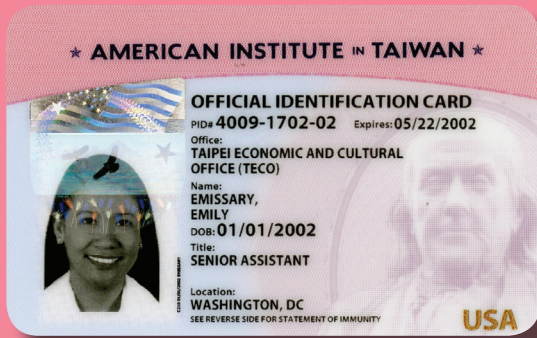 ★ AMERICAN INSTITUTE IN TAIWAN ★
OFFICIAL IDENTIFICATION CARD
PID# 4009-1702-02 Expires: 05/22/2002
Office:
TAIPEI ECONOMIC AND CULTURAL
OFFICE (TECO)
Name:
EMISSARY,
EMILY
DOB: 01/01/2002
Title:
SENIOR ASSISTANT
Location:
WASHINGTON, DC
SEE REVERSE SIDE FOR STATEMENT OF IMMUNITY
USA